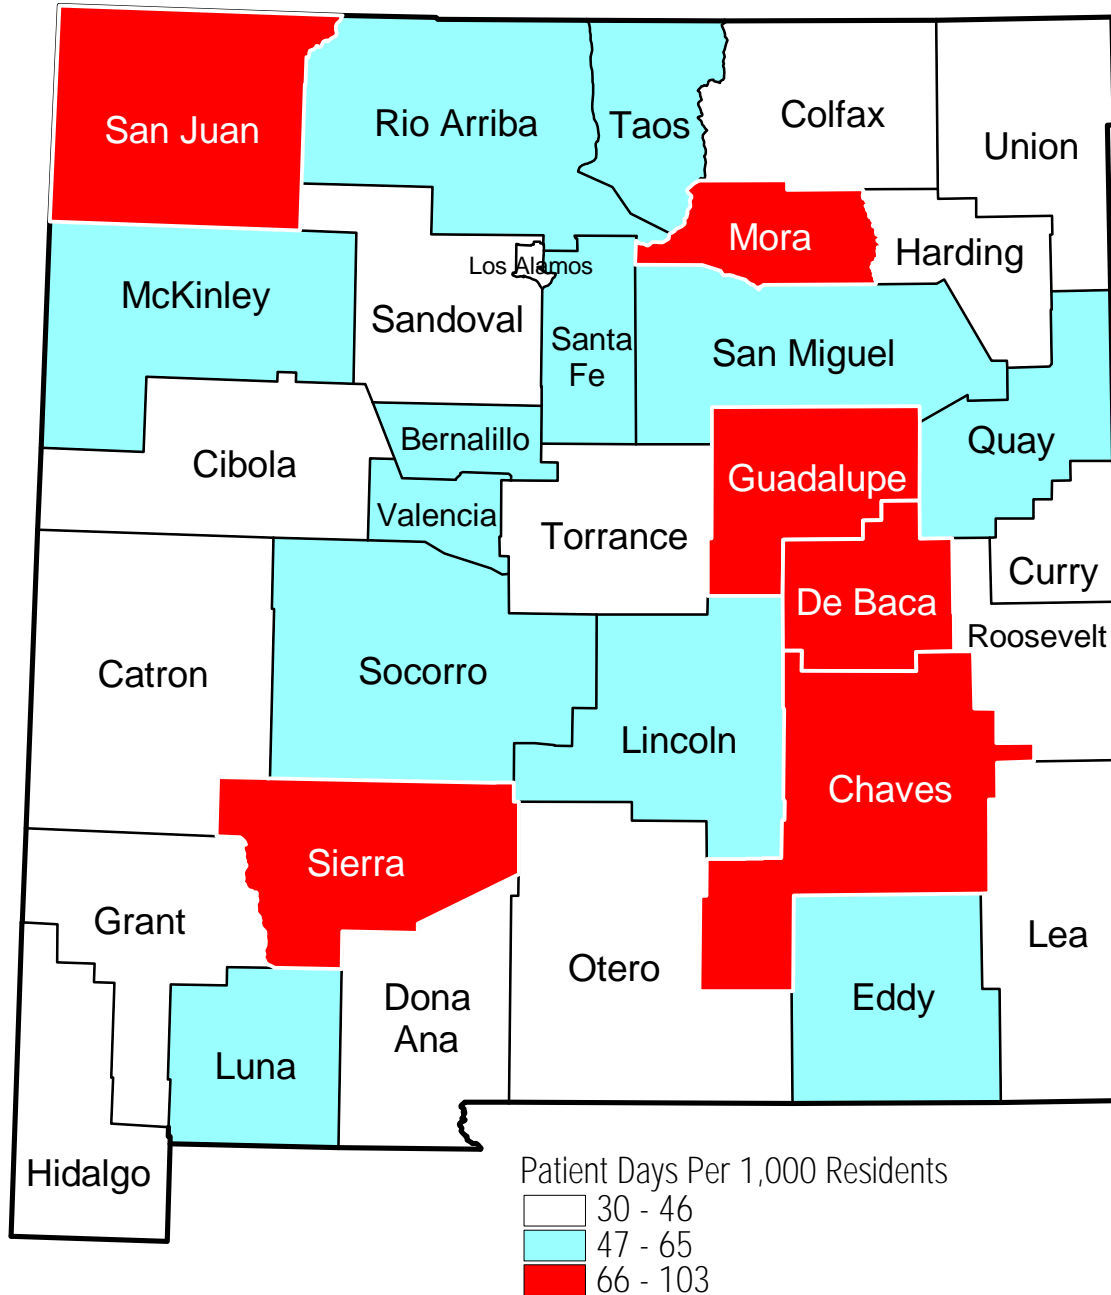 San Juan
Rio Arriba
Taos
Colfax
Union
Mora
Harding
Los Alamos
McKinley
Sandoval
Santa
Fe
San Miguel
Bernalillo
Quay
Cibola
Guadalupe
Valencia
Torrance
Curry
De Baca
Roosevelt
Catron
Socorro
Lincoln
Chaves
Sierra
Grant
Lea
Otero
Dona
Ana
Eddy
Luna
Hidalgo
Patient Days Per 1,000 Residents
30 - 46
47 - 65
66 - 103